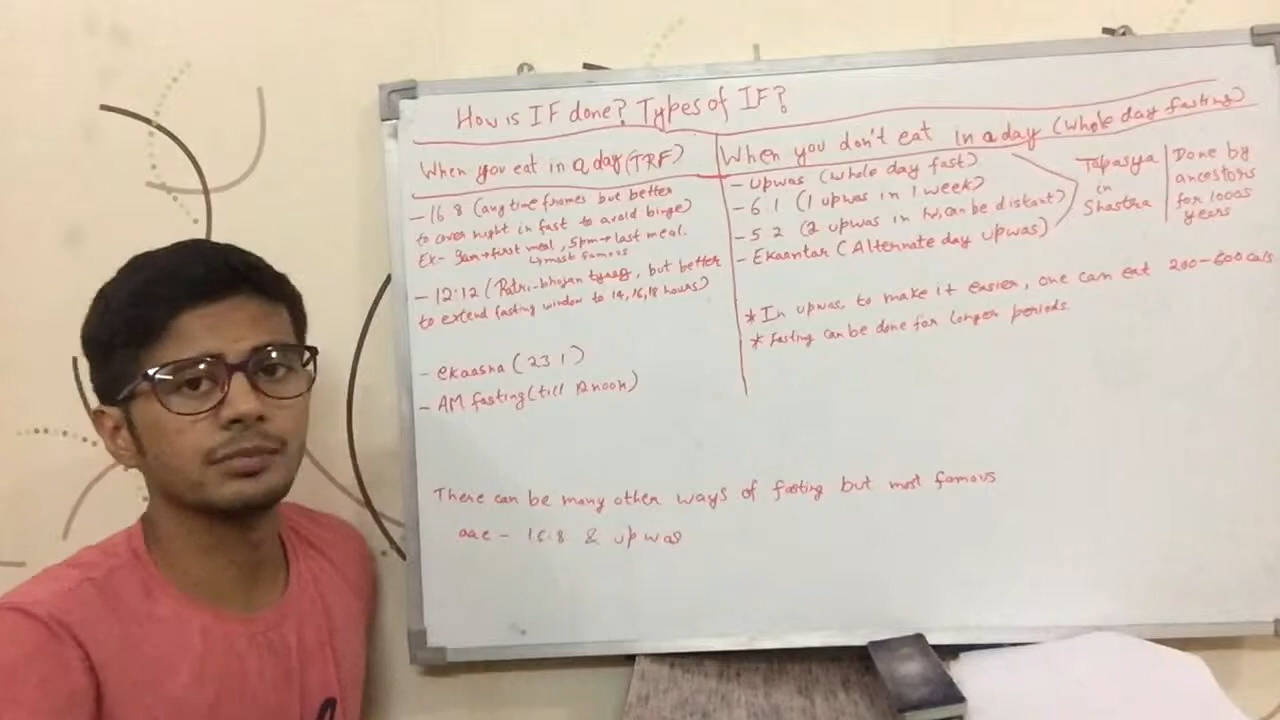 How is IF done? Types of IF?
When you eat in a day (TRF)
- 16:8 (any time frames but better
to over night in fast to avoid binge)
Ex- 9am→first meal, 5pm→last meal.
↳most famous
- 12:12 (Ratri-bhojan tyaag, but better
to extend fasting window to 14,16,18 hours)
- ekaasna (23:1)
- AM fasting (till 12 noon)
When you don't eat in a day (whole day fasting)
- Upwas (whole day fast)
- 6:1 (1 upwas in 1 week)
- 5:2 (2 upwas in 1w, can be distant)
- Ekaantar (Alternate day upwas)
Tapasya
in
Shastra
Done by
ancestors
for 1000s
years
* In upwas, to make it easier, one can eat 200-600 cals
* Fasting can be done for longer periods.
There can be many other ways of fasting but most famous
are - 16:8 & upwas